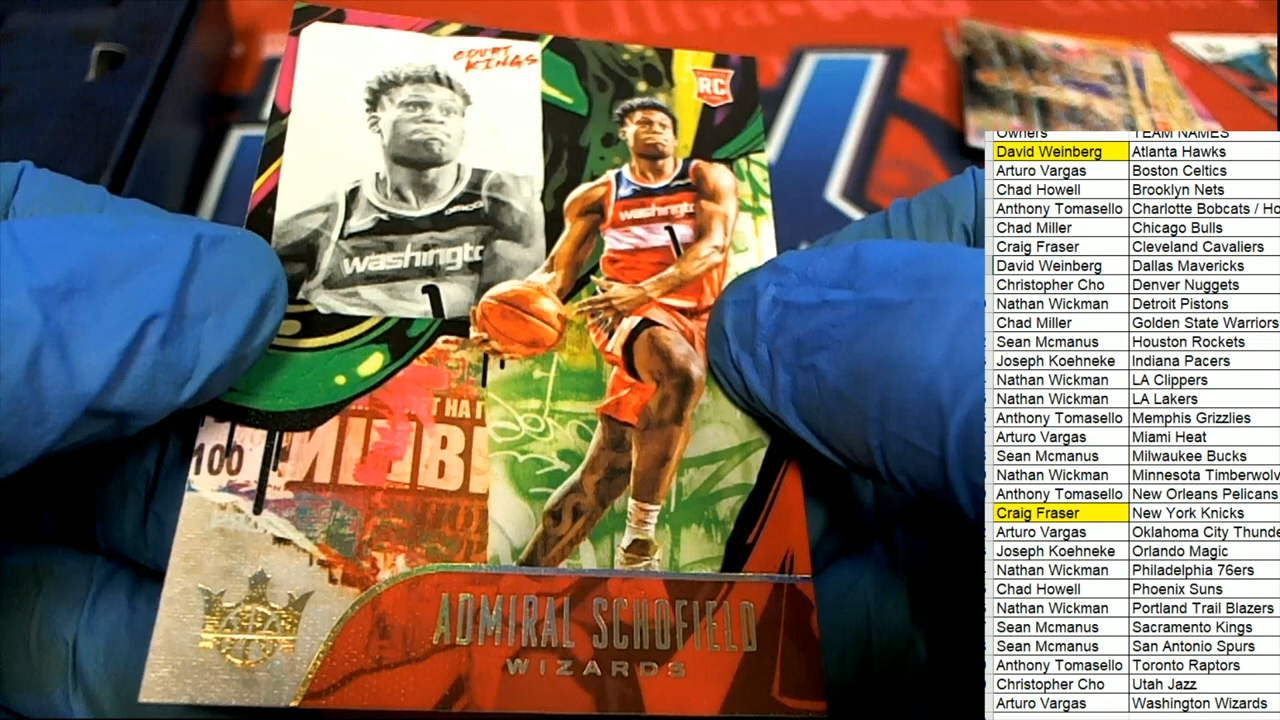 COURT
KINGS
RC
washingto
1
washingto
1
100
ADMIRAL SCHOFIELD
WIZARDS
Owners TEAM NAMES
David Weinberg Atlanta Hawks
Arturo Vargas Boston Celtics
Chad Howell Brooklyn Nets
Anthony Tomasello Charlotte Bobcats / Ho
Chad Miller Chicago Bulls
Craig Fraser Cleveland Cavaliers
David Weinberg Dallas Mavericks
Christopher Cho Denver Nuggets
Nathan Wickman Detroit Pistons
Chad Miller Golden State Warriors
Sean Mcmanus Houston Rockets
Joseph Koehneke Indiana Pacers
Nathan Wickman LA Clippers
Nathan Wickman LA Lakers
Anthony Tomasello Memphis Grizzlies
Arturo Vargas Miami Heat
Sean Mcmanus Milwaukee Bucks
Nathan Wickman Minnesota Timberwolv
Anthony Tomasello New Orleans Pelicans
Craig Fraser New York Knicks
Arturo Vargas Oklahoma City Thunde
Joseph Koehneke Orlando Magic
Nathan Wickman Philadelphia 76ers
Chad Howell Phoenix Suns
Nathan Wickman Portland Trail Blazers
Sean Mcmanus Sacramento Kings
Sean Mcmanus San Antonio Spurs
Anthony Tomasello Toronto Raptors
Christopher Cho Utah Jazz
Arturo Vargas Washington Wizards